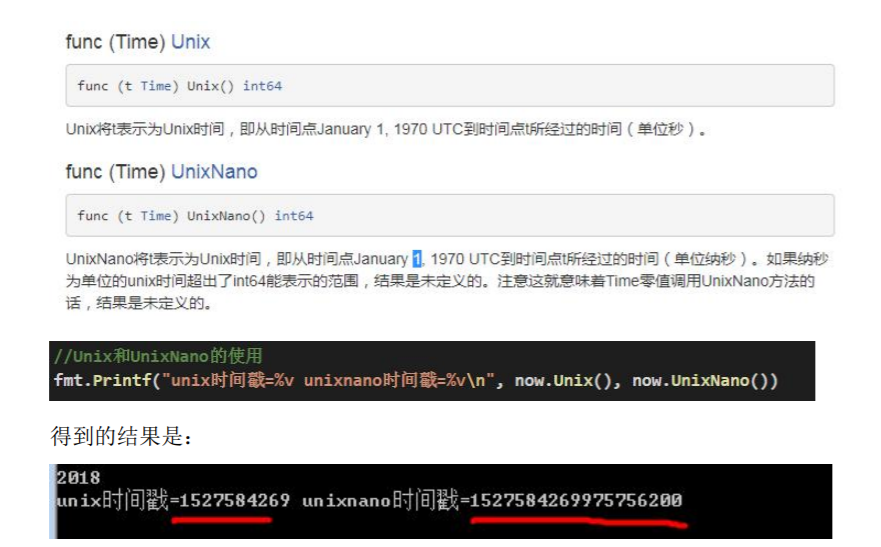 func (Time) Unix
func (t Time) Unix() int64
Unix将t表示为Unix时间，即从时间点January 1, 1970 UTC到时间点t所经过的时间（单位秒）。
func (Time) UnixNano
func (t Time) UnixNano() int64
UnixNano将t表示为Unix时间，即从时间点January 1, 1970 UTC到时间点t所经过的时间（单位纳秒）。如果纳秒
为单位的unix时间超出了int64能表示的范围，结果是未定义的。注意这就意味着Time零值调用UnixNano方法的
话，结果是未定义的。
//Unix和UnixNano的使用
fmt.Printf("unix时间戳=%v unixnano时间戳=%v\n", now.Unix(), now.UnixNano())
得到的结果是：
2018
unix时间戳=1527584269 unixnano时间戳=1527584269975756200